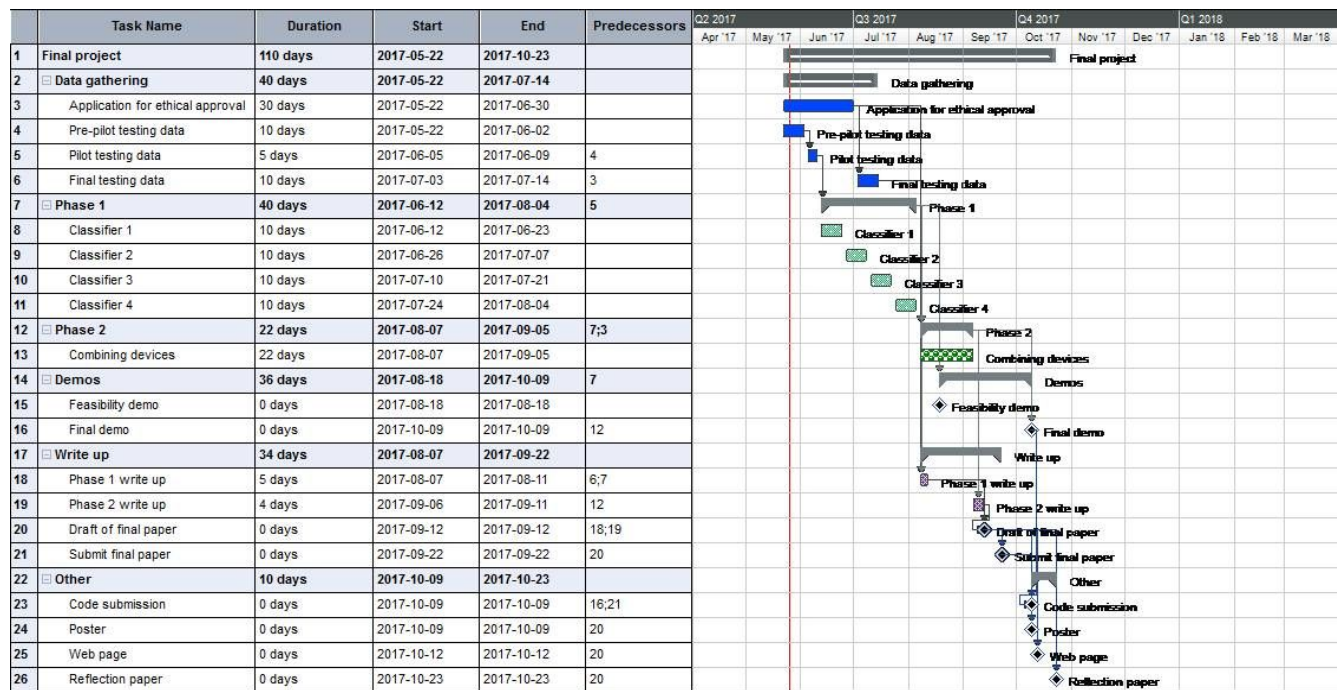 Task Name Duration Start End Predecessors Q2 2017 Q3 2017 Q4 2017 Q1 2018
Apr '17 May '17 Jun '17 Jul '17 Aug '17 Sep '17 Oct '17 Nov '17 Dec '17 Jan '18 Feb '18 Mar '18
1 Final project 110 days 2017-05-22 2017-10-23 Final project
2 Data gathering 40 days 2017-05-22 2017-07-14 Data gathering
3 Application for ethical approval 30 days 2017-05-22 2017-06-30 Application for ethical approval
4 Pre-pilot testing data 10 days 2017-05-22 2017-06-02 Pre-pilot testing data
5 Pilot testing data 5 days 2017-06-05 2017-06-09 4 Pilot testing data
6 Final testing data 10 days 2017-07-03 2017-07-14 3 Final testing data
7 Phase 1 40 days 2017-06-12 2017-08-04 5 Phase 1
8 Classifier 1 10 days 2017-06-12 2017-06-23 Classifier 1
9 Classifier 2 10 days 2017-06-26 2017-07-07 Classifier 2
10 Classifier 3 10 days 2017-07-10 2017-07-21 Classifier 3
11 Classifier 4 10 days 2017-07-24 2017-08-04 Classifier 4
12 Phase 2 22 days 2017-08-07 2017-09-05 7;3 Phase 2
13 Combining devices 22 days 2017-08-07 2017-09-05 Combining devices
14 Demos 36 days 2017-08-18 2017-10-09 7 Demos
15 Feasibility demo 0 days 2017-08-18 2017-08-18 Feasibility demo
16 Final demo 0 days 2017-10-09 2017-10-09 12 Final demo
17 Write up 34 days 2017-08-07 2017-09-22 Write up
18 Phase 1 write up 5 days 2017-08-07 2017-08-11 6;7 Phase 1 write up
19 Phase 2 write up 4 days 2017-09-06 2017-09-11 12 Phase 2 write up
20 Draft of final paper 0 days 2017-09-12 2017-09-12 18;19 Draft of final paper
21 Submit final paper 0 days 2017-09-22 2017-09-22 20 Submit final paper
22 Other 10 days 2017-10-09 2017-10-23 Other
23 Code submission 0 days 2017-10-09 2017-10-09 16;21 Code submission
24 Poster 0 days 2017-10-09 2017-10-09 20 Poster
25 Web page 0 days 2017-10-12 2017-10-12 20 Web page
26 Reflection paper 0 days 2017-10-23 2017-10-23 20 Reflection paper